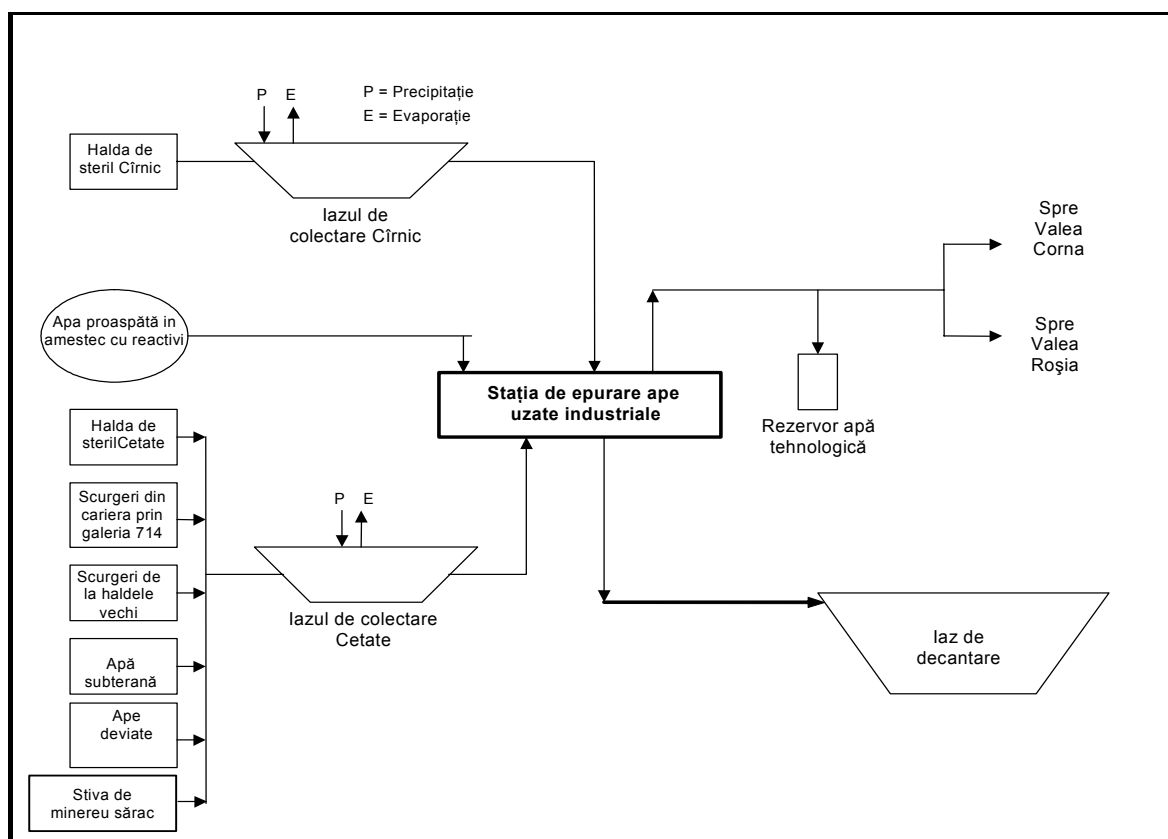 P E
P = Precipitație
E = Evaporație
Halda de
steril Cîrnic
Iazul de
colectare Cîrnic
Spre
Valea
Corna
Apa proaspătă in
amestec cu reactivi
Spre
Valea
Roşia
Stația de epurare ape
uzate industriale
Rezervor apă
tehnologică
Halda de
sterilCetate
Scurgeri din
cariera prin
galeria 714
Scurgeri de
la haldele
vechi
P E
Iazul de colectare
Cetate
Iaz de
decantare
Apă
subterană
Ape
deviate
Stiva de
minereu sărac